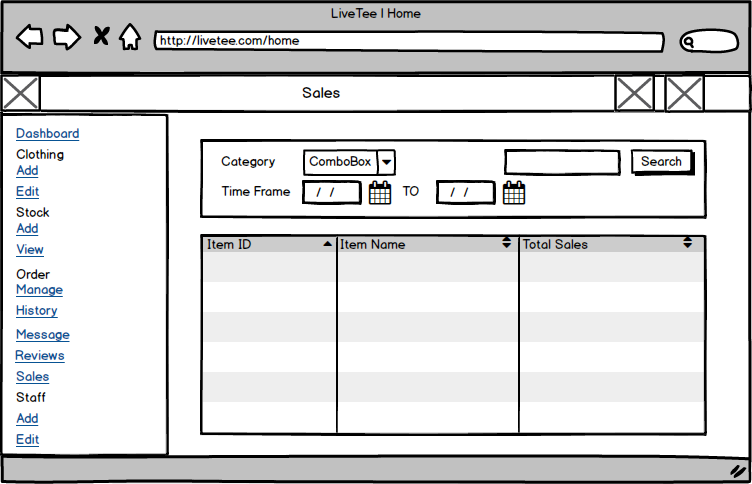 LiveTee | Home
http://livetee.com/home
Sales
Dashboard
Clothing
Add
Edit
Stock
Add
View
Order
Manage
History
Message
Reviews
Sales
Staff
Add
Edit
Category ComboBox Search
Time Frame / / TO / /
Item ID Item Name Total Sales